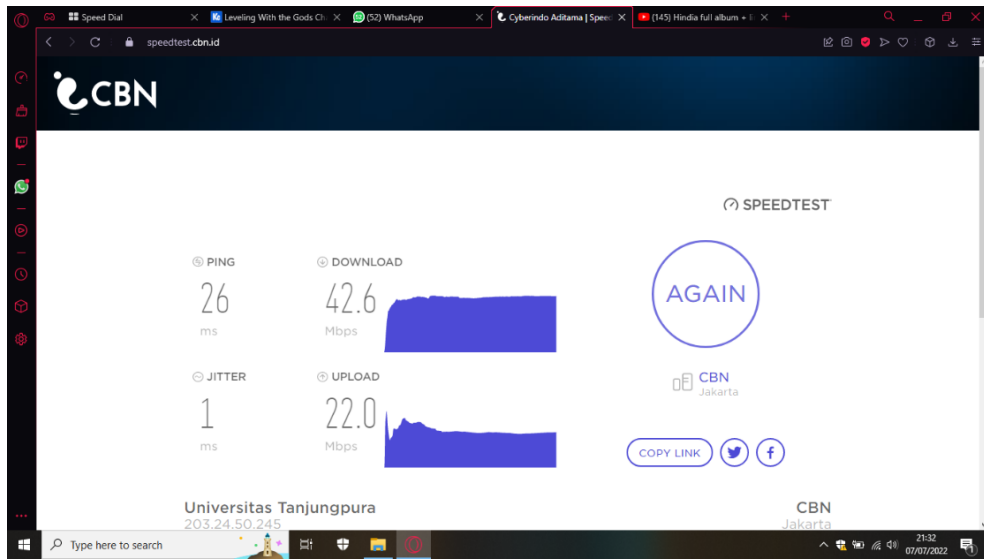 Speed Dial
Leveling With the Gods Ch
(52) WhatsApp
Cyberindo Aditama | Speed
(145) Hindia full album +
speedtest.cbn.id
CBN
SPEEDTEST
PING
26
ms
DOWNLOAD
42.6
Mbps
AGAIN
JITTER
1
ms
UPLOAD
22.0
Mbps
CBN
Jakarta
COPY LINK
Universitas Tanjungpura
203.24.50.245
CBN
Jakarta
Type here to search
21:32
07/07/2022